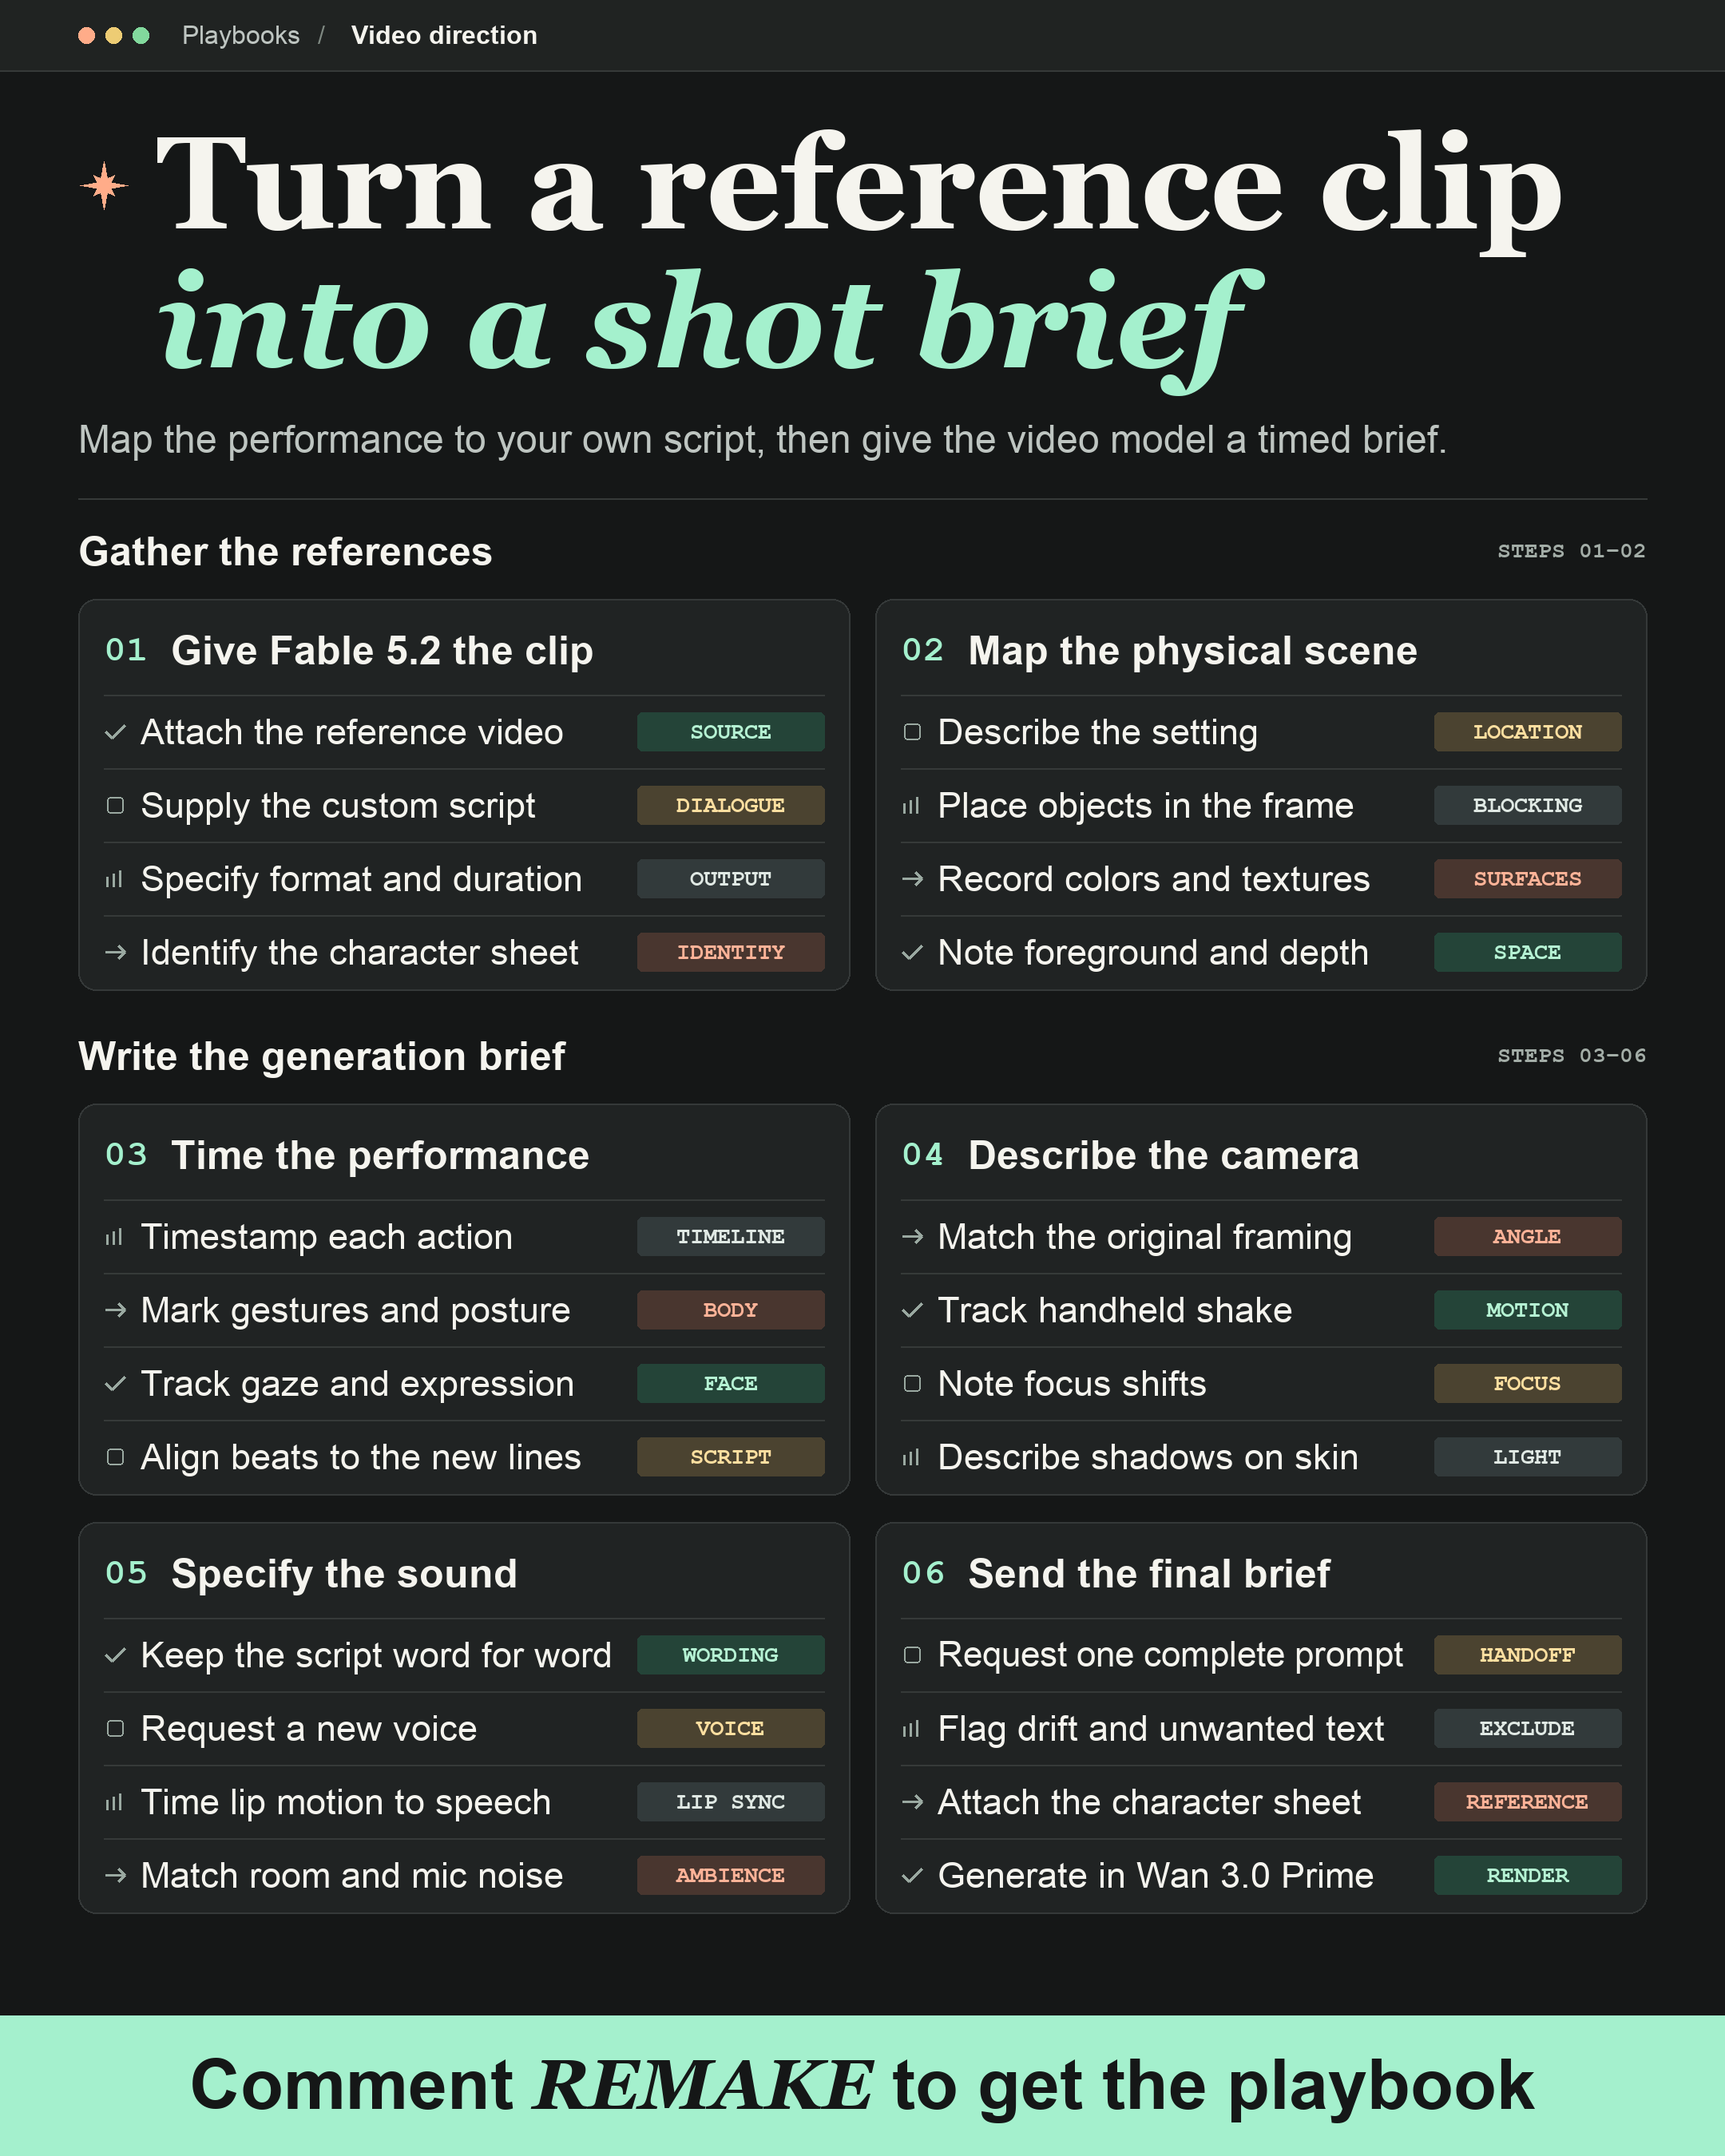 Playbooks / Video direction
Turn a reference clip
into a shot brief
Map the performance to your own script, then give the video model a timed brief.
Gather the references
STEPS 01–02
01 Give Fable 5.2 the clip
Attach the reference video SOURCE
Supply the custom script DIALOGUE
Specify format and duration OUTPUT
Identify the character sheet IDENTITY
02 Map the physical scene
Describe the setting LOCATION
Place objects in the frame BLOCKING
Record colors and textures SURFACES
Note foreground and depth SPACE
Write the generation brief
STEPS 03–06
03 Time the performance
Timestamp each action TIMELINE
Mark gestures and posture BODY
Track gaze and expression FACE
Align beats to the new lines SCRIPT
04 Describe the camera
Match the original framing ANGLE
Track handheld shake MOTION
Note focus shifts FOCUS
Describe shadows on skin LIGHT
05 Specify the sound
Keep the script word for word WORDING
Request a new voice VOICE
Time lip motion to speech LIP SYNC
Match room and mic noise AMBIENCE
06 Send the final brief
Request one complete prompt HANDOFF
Flag drift and unwanted text EXCLUDE
Attach the character sheet REFERENCE
Generate in Wan 3.0 Prime RENDER
Comment REMAKE to get the playbook